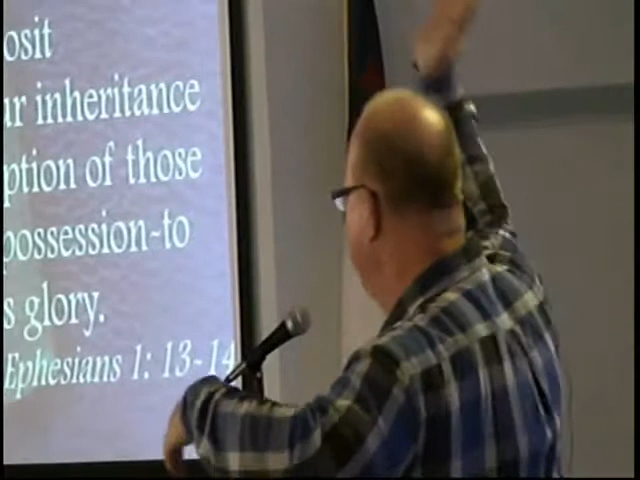 osit
ur inheritance
ption of those
possession-to
s glory.
Ephesians 1: 13-14